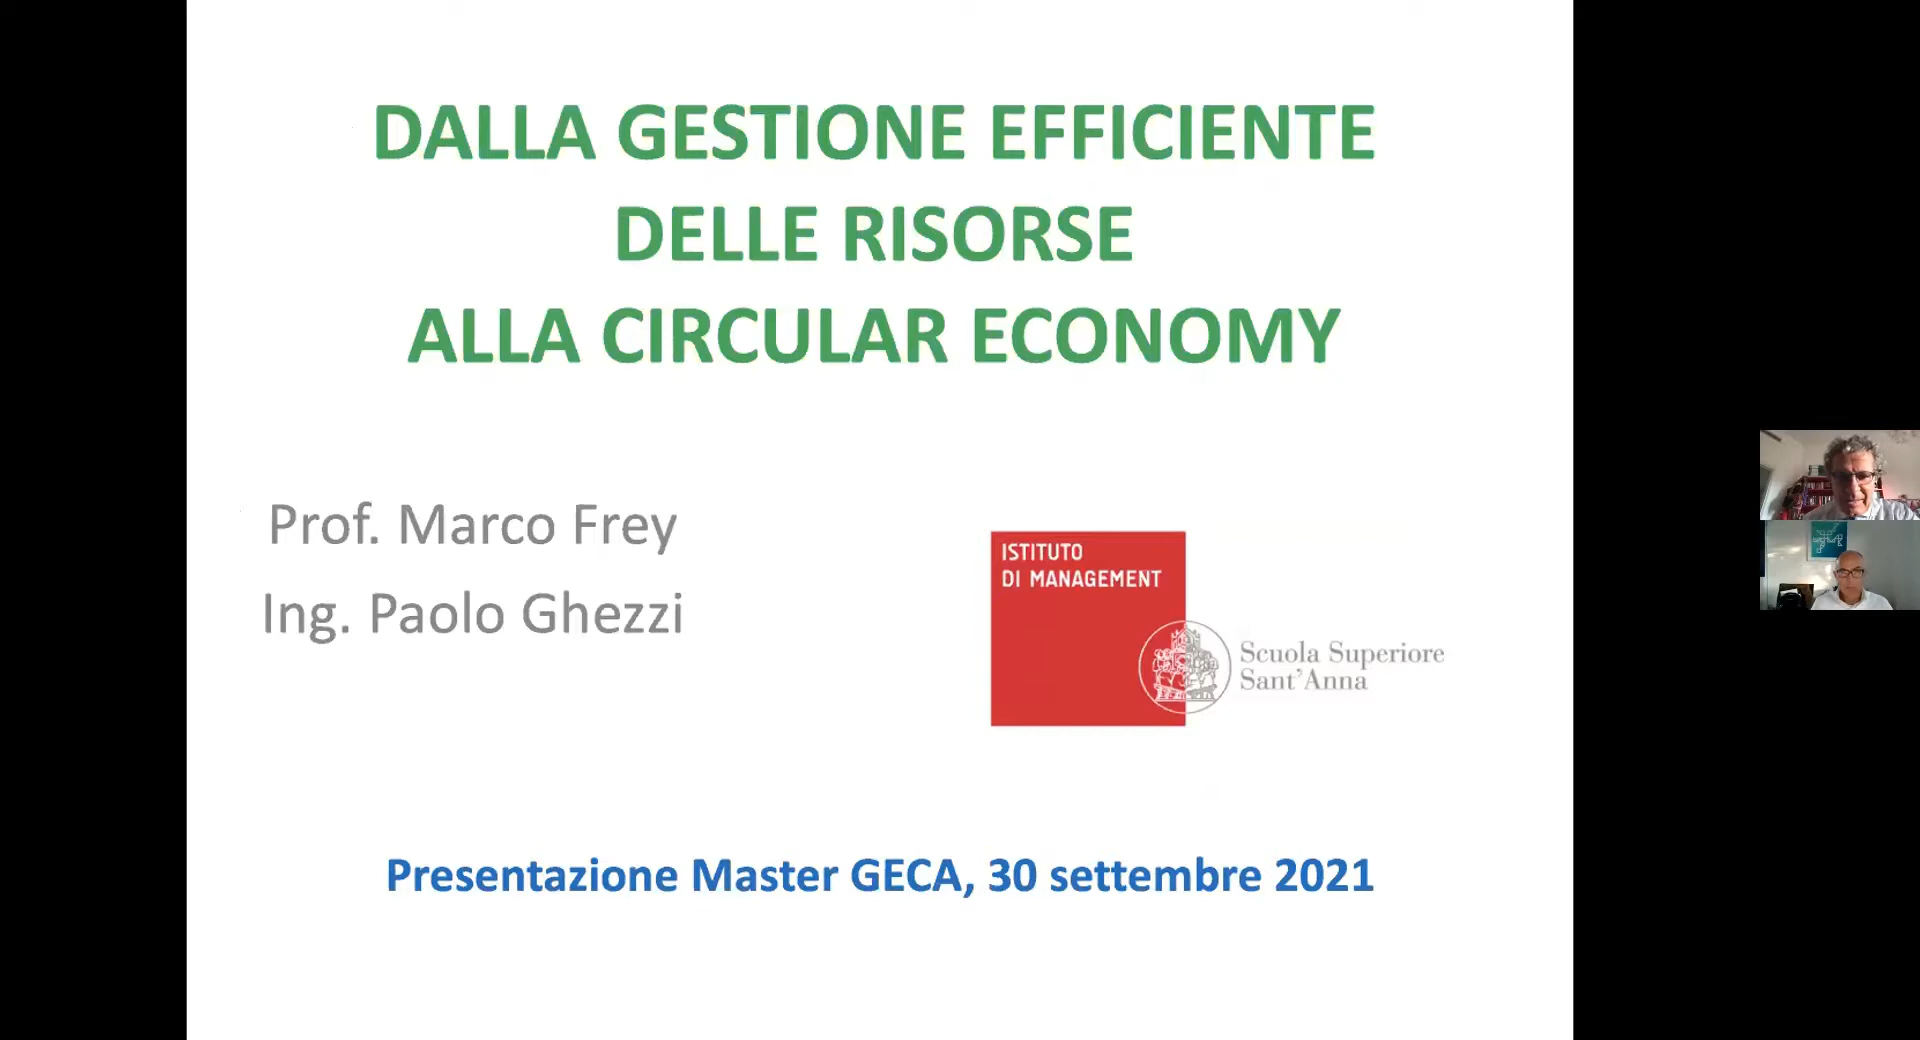 DALLA GESTIONE EFFICIENTE
DELLE RISORSE
ALLA CIRCULAR ECONOMY
Prof. Marco Frey
Ing. Paolo Ghezzi
ISTITUTO
DI MANAGEMENT
Scuola Superiore
Sant'Anna
Presentazione Master GECA, 30 settembre 2021